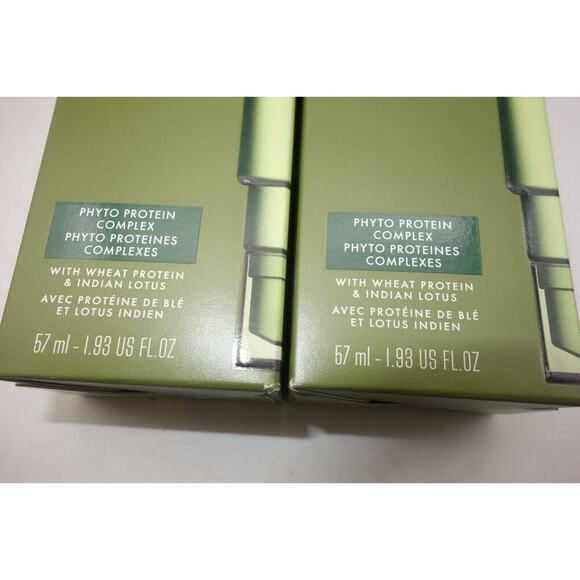 PHYTO PROTEIN
COMPLEX
PHYTO PROTEINES
COMPLEXES
WITH WHEAT PROTEIN
& INDIAN LOTUS
AVEC PROTÉINE DE BLÉ
ET LOTUS INDIEN
57 ml - 1.93 US FL.OZ
PHYTO PROTEIN
COMPLEX
PHYTO PROTEINES
COMPLEXES
WITH WHEAT PROTEIN
& INDIAN LOTUS
AVEC PROTÉINE DE BLÉ
ET LOTUS INDIEN
57 ml - 1.93 US FL.OZ